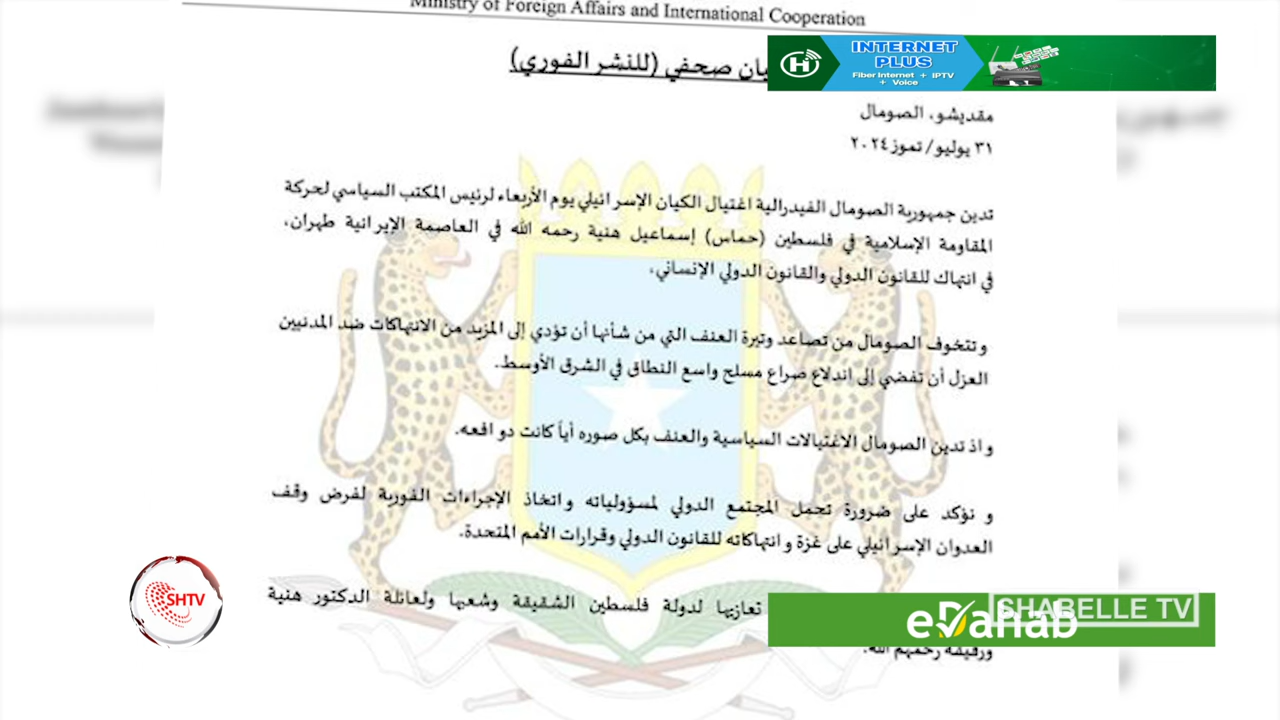 Ministry of Foreign Affairs and International Cooperation
بيان صحفي (للنشر الفوري)
INTERNET
PLUS
Fiber Internet + IPTV
+ Voice
مقديشو، الصومال
٣١ يوليو/ تموز ٢٠٢٤
تدين جمهورية الصومال الفيدرالية اغتيال الكيان الإسرائيلي يوم الأربعاء لرئيس المكتب السياسي لحركة
المقاومة الإسلامية في فلسطين (حماس) إسماعيل هنية رحمه الله في العاصمة الإيرانية طهران،
في انتهاك للقانون الدولي والقانون الدولي الإنساني،
وتتخوف الصومال من تصاعد وتيرة العنف التي من شأنها أن تؤدي إلى المزيد من الانتهاكات ضد المدنيين
العزل أن تفضي إلى اندلاع صراع مسلح واسع النطاق في الشرق الأوسط.
واذ تدين الصومال الاغتيالات السياسية والعنف بكل صوره أياً كانت دوافعه.
و نؤكد على ضرورة تحمل المجتمع الدولي لمسؤولياته واتخاذ الإجراءات الفورية لفرض وقف
العدوان الإسرائيلي على غزة وانتهاكاته للقانون الدولي وقرارات الأمم المتحدة.
تعازيها لدولة فلسطين الشقيقة وشعبها ولعائلة الدكتور هنية
ورفيقه رحمهم الله.
SHTV
eDahab
SHABELLE TV